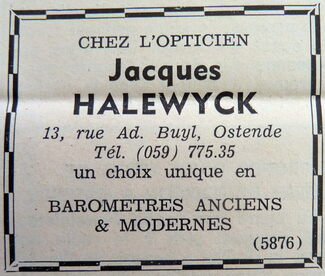 CHEZ L'OPTICIEN
Jacques
HALEWYCK
13, rue Ad. Buyl, Ostende
Tél. (059) 775.35
un choix unique en
BAROMETRES ANCIENS
& MODERNES
(5876)